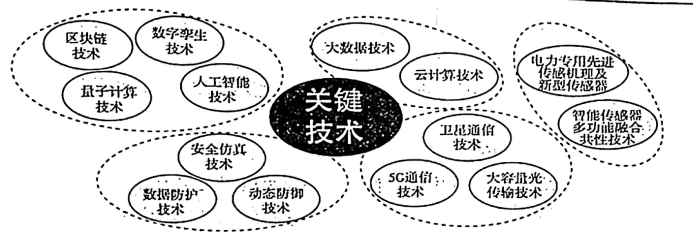 区块链
技术
数字孪生
技术
量子计算
技术
人工智能
技术
大数据技术
云计算技术
电力专用先进
传感机理及
新型传感器
智能传感器
多功能融合
共性技术
关键
技术
安全仿真
技术
数据防护
技术
动态防御
技术
卫星通信
技术
5G通信
技术
大容量光
传输技术